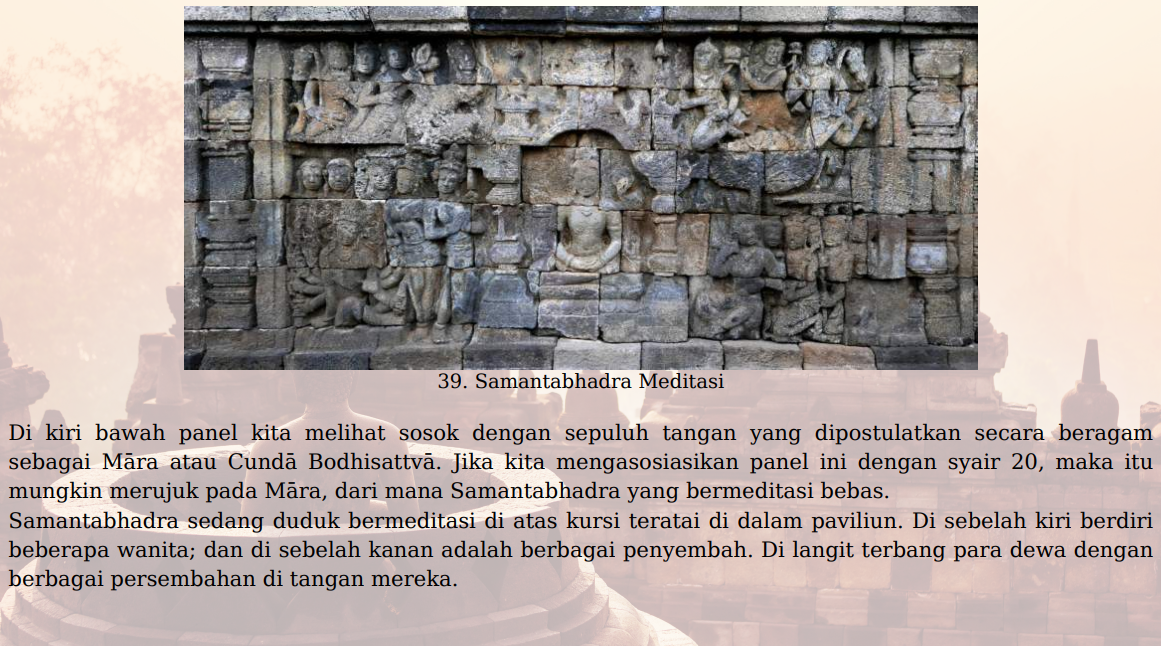 39. Samantabhadra Meditasi
Di kiri bawah panel kita melihat sosok dengan sepuluh tangan yang dipostulatkan secara beragam
sebagai Māra atau Cundā Bodhisattvā. Jika kita mengasosiasikan panel ini dengan syair 20, maka itu
mungkin merujuk pada Māra, dari mana Samantabhadra yang bermeditasi bebas.
Samantabhadra sedang duduk bermeditasi di atas kursi teratai di dalam paviliun. Di sebelah kiri berdiri
beberapa wanita; dan di sebelah kanan adalah berbagai penyembah. Di langit terbang para dewa dengan
berbagai persembahan di tangan mereka.